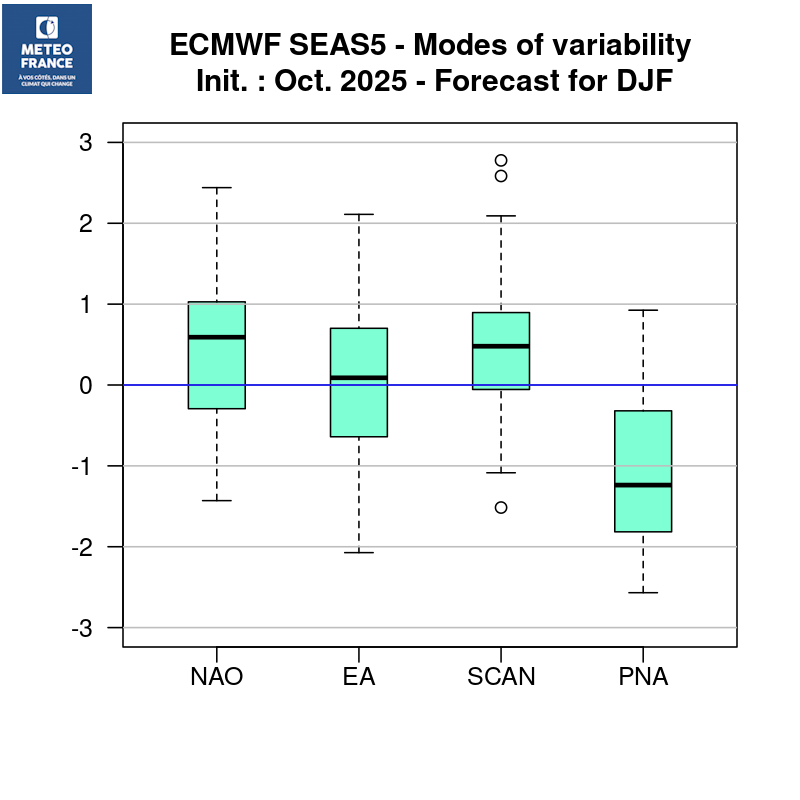 METEO
FRANCE
À VOS CÔTÉS, DANS UN
CLIMAT QUI CHANGE
ECMWF SEAS5 - Modes of variability
Init. : Oct. 2025 - Forecast for DJF
3
2
1
0
-1
-2
-3
NAO EA SCAN PNA